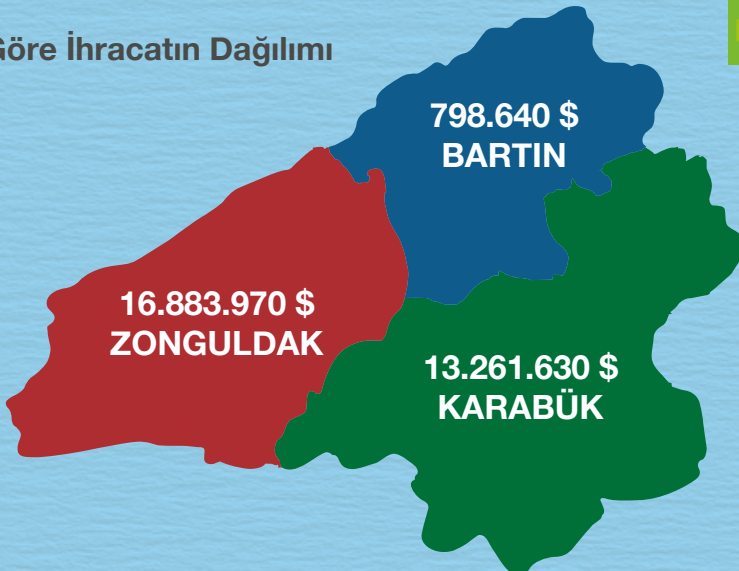 Göre İhracatın Dağılımı
798.640 $
BARTIN
16.883.970 $
ZONGULDAK
13.261.630 $
KARABÜK